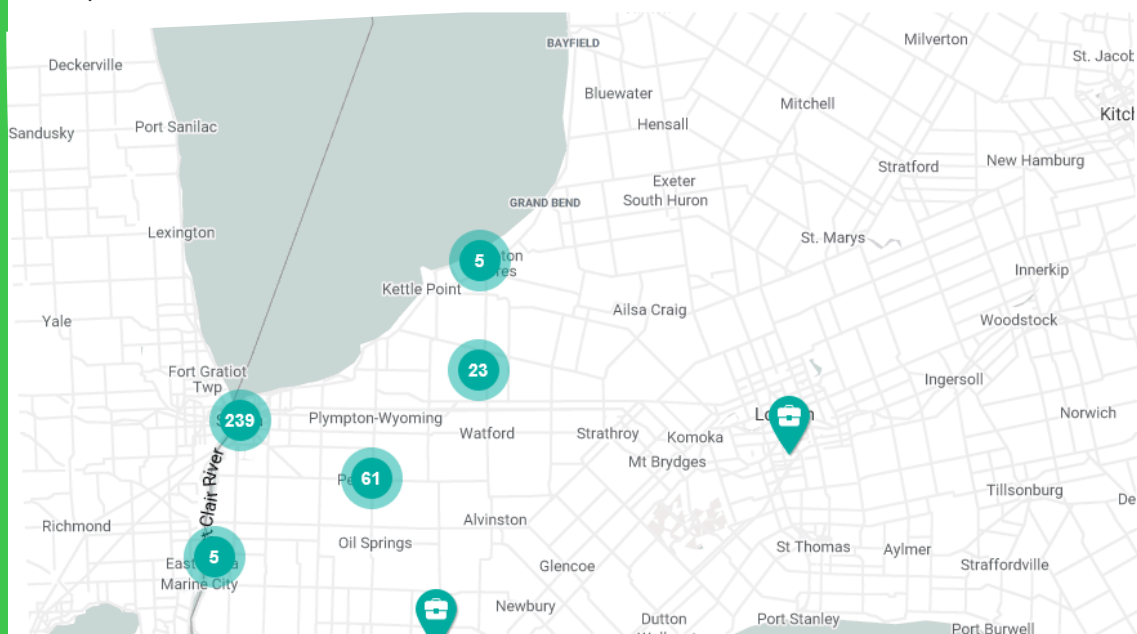 BAYFIELD
Milverton
Deckerville
St. Jacob
Bluewater
Mitchell
Kitch
Hensall
Sandusky
Port Sanilac
Stratford
New Hamburg
Exeter
South Huron
GRAND BEND
Lexington
St. Marys
5
Kettle Point
Innerkip
Ailsa Craig
Yale
Woodstock
Fort Gratiot
Twp
23
Ingersoll
239
Plympton-Wyoming
Watford
Strathroy
Komoka
Norwich
Mt Brydges
61
Clair River
Tillsonburg
De
Richmond
Alvinston
Oil Springs
St Thomas
Aylmer
5
Glencoe
Straffordville
Marine City
Newbury
Dutton
Port Stanley
Port Burwell